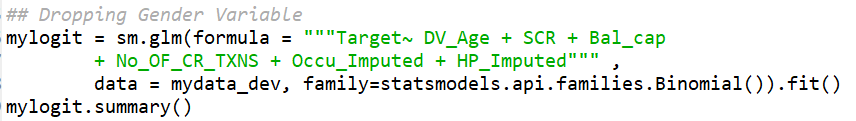 ## Dropping Gender Variable
mylogit = sm.glm(formula = """Target~ DV_Age + SCR + Bal_cap
+ No_OF_CR_TXNS + Occu_Imputed + HP_Imputed""" ,
data = mydata_dev, family=statsmodels.api.families.Binomial()).fit()
mylogit.summary()